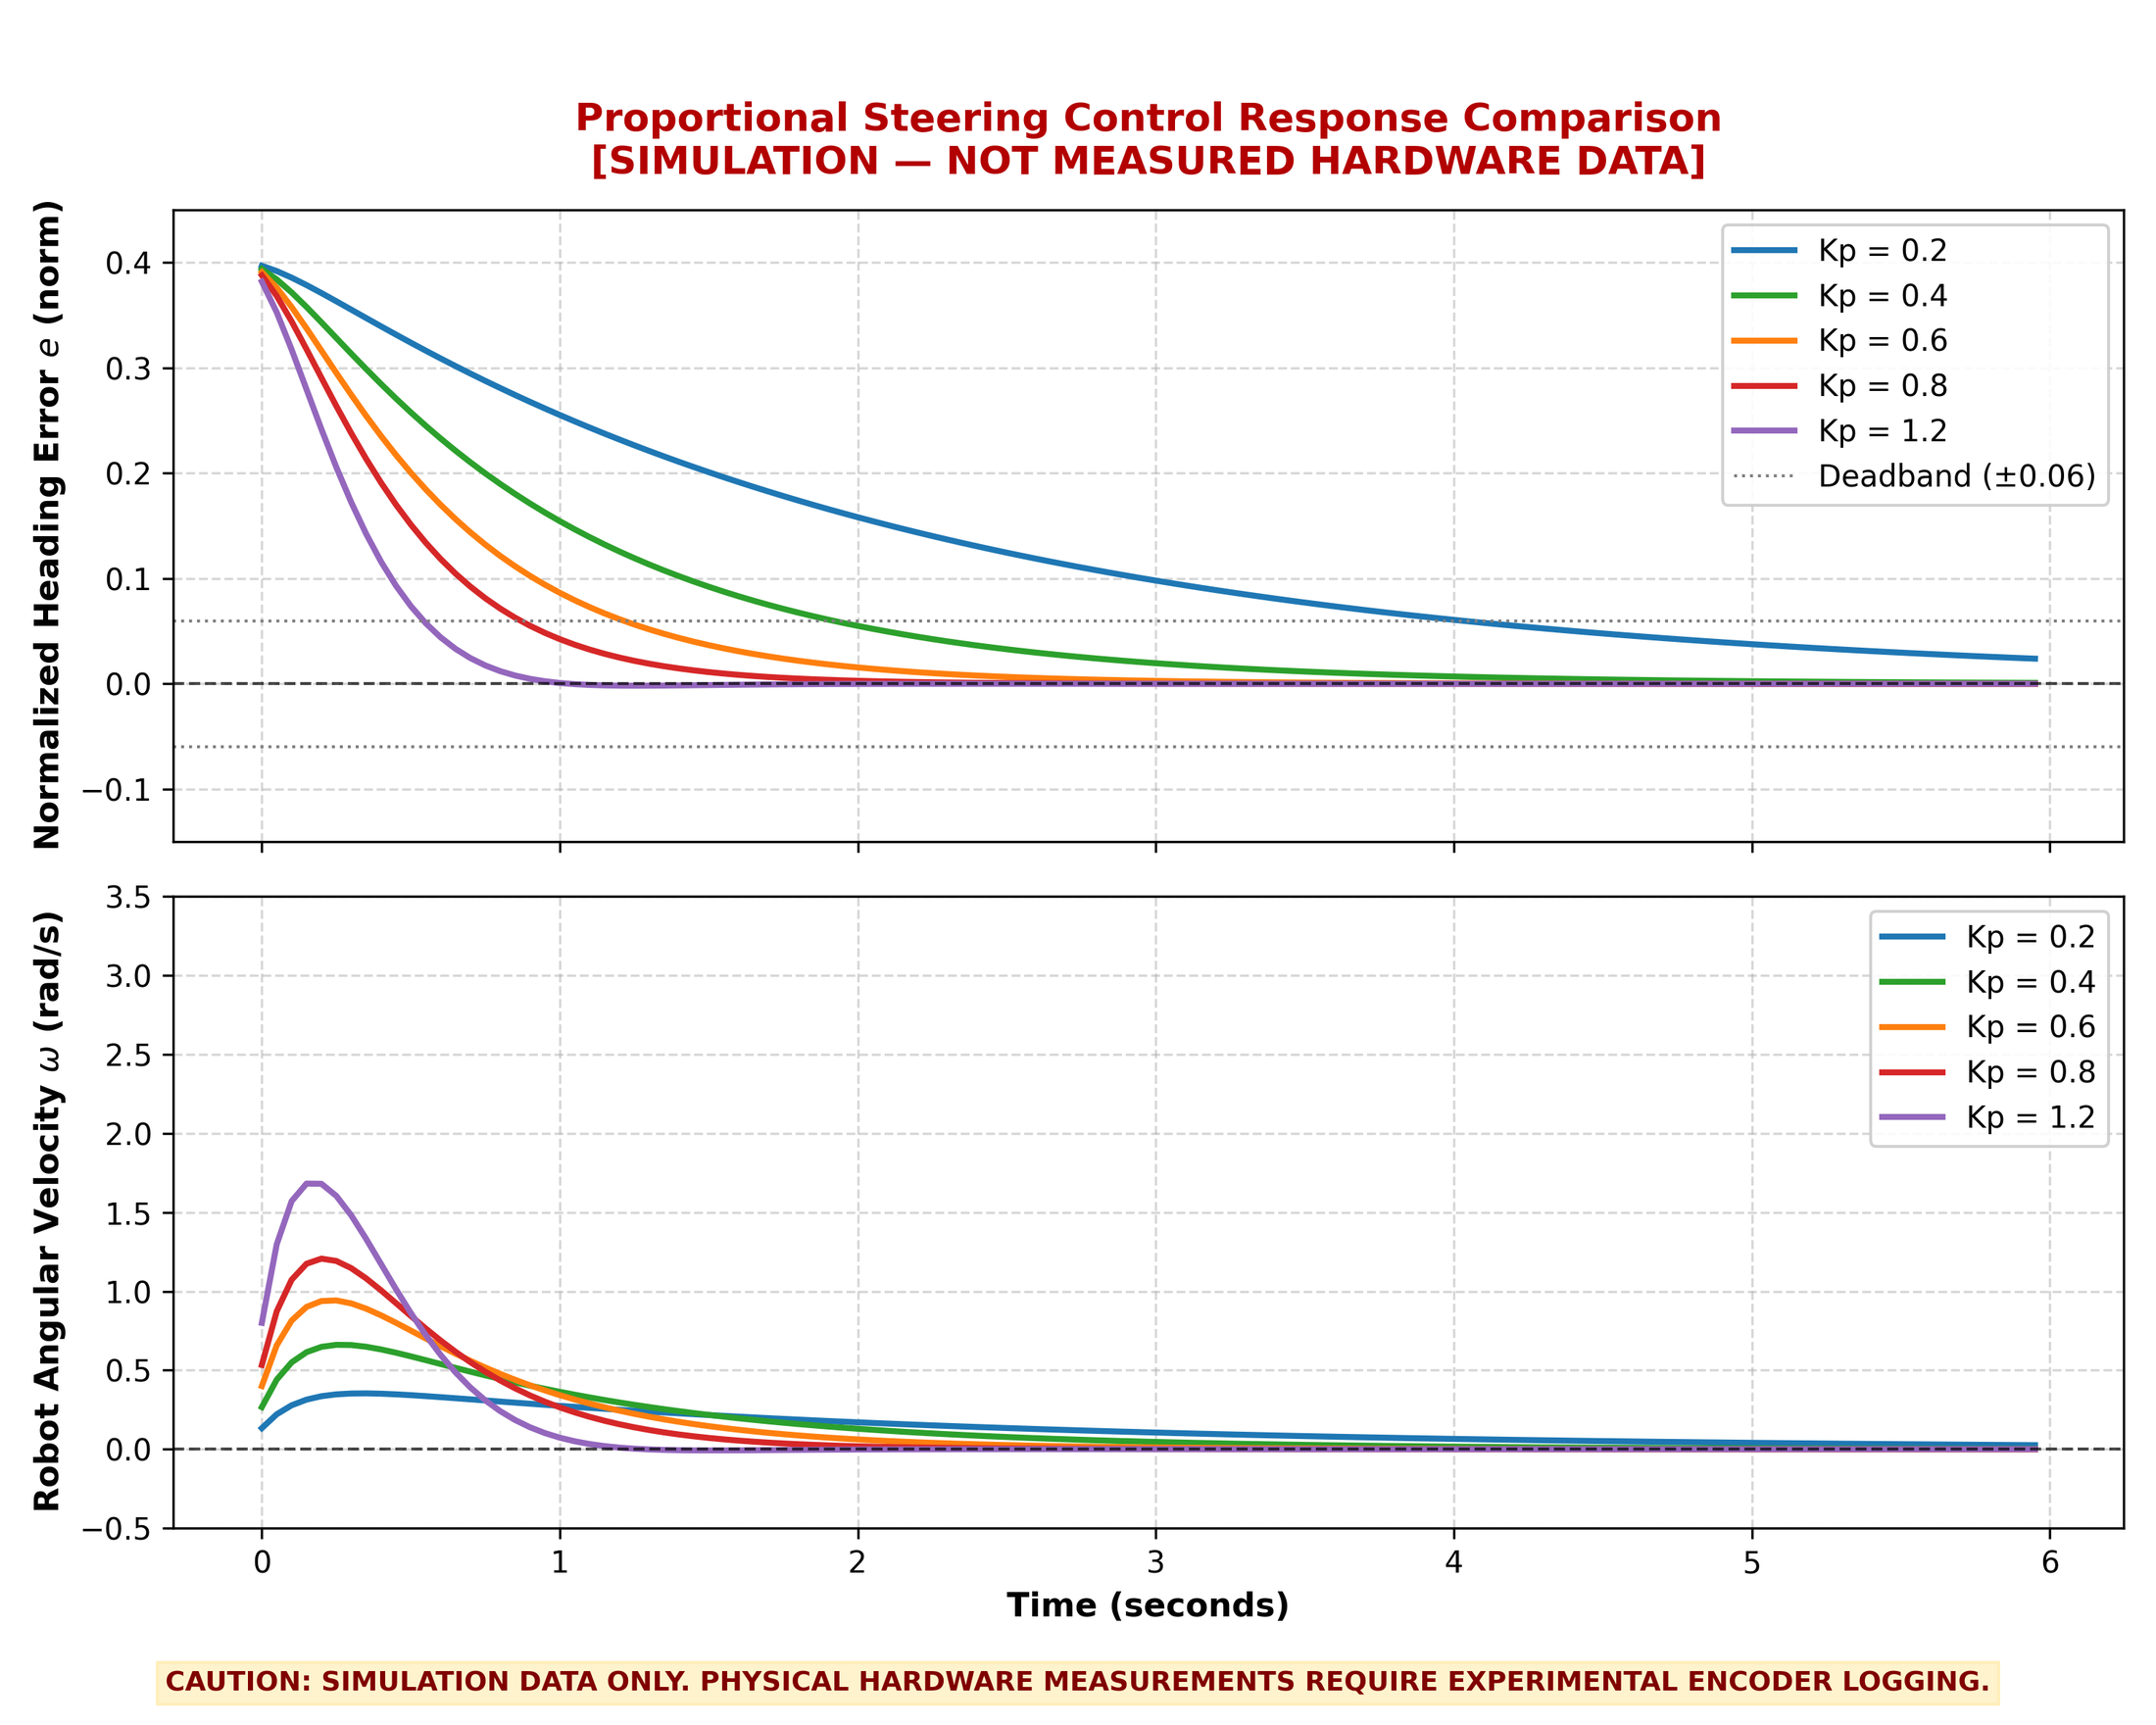 Proportional Steering Control Response Comparison
[SIMULATION — NOT MEASURED HARDWARE DATA]
Normalized Heading Error e (norm)
0.4
0.3
0.2
0.1
0.0
−0.1
Kp = 0.2
Kp = 0.4
Kp = 0.6
Kp = 0.8
Kp = 1.2
Deadband (±0.06)
Robot Angular Velocity ω (rad/s)
3.5
3.0
2.5
2.0
1.5
1.0
0.5
0.0
−0.5
Kp = 0.2
Kp = 0.4
Kp = 0.6
Kp = 0.8
Kp = 1.2
0 1 2 3 4 5 6
Time (seconds)
CAUTION: SIMULATION DATA ONLY. PHYSICAL HARDWARE MEASUREMENTS REQUIRE EXPERIMENTAL ENCODER LOGGING.